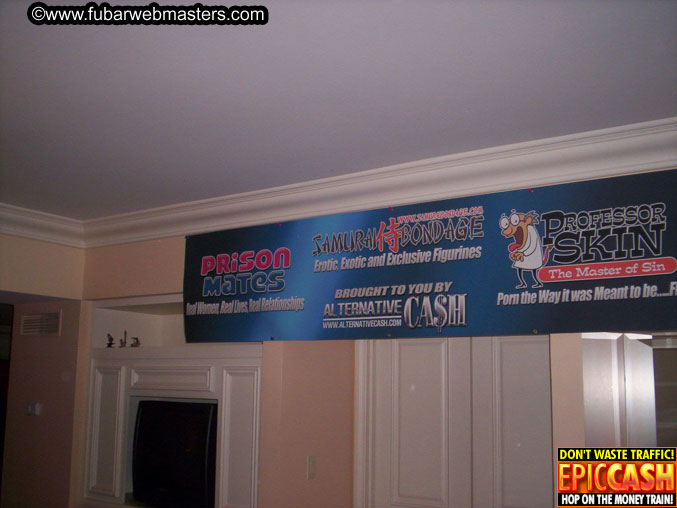 ©www.fubarwebmasters.com
PRISON
MATES
Real Women, Real Lives, Real Relationships
WWW.SAMURAIBONDAGE.COM
SAMURAI侍BONDAGE
Erotic, Exotic and Exclusive Figurines
BROUGHT TO YOU BY
ALTERNATIVE CA$H
WWW.ALTERNATIVECASH.COM
PROFESSOR
SKIN
The Master of Sin
Porn the Way it was Meant to be....F
DON'T WASTE TRAFFIC!
EPICCASH
HOP ON THE MONEY TRAIN!